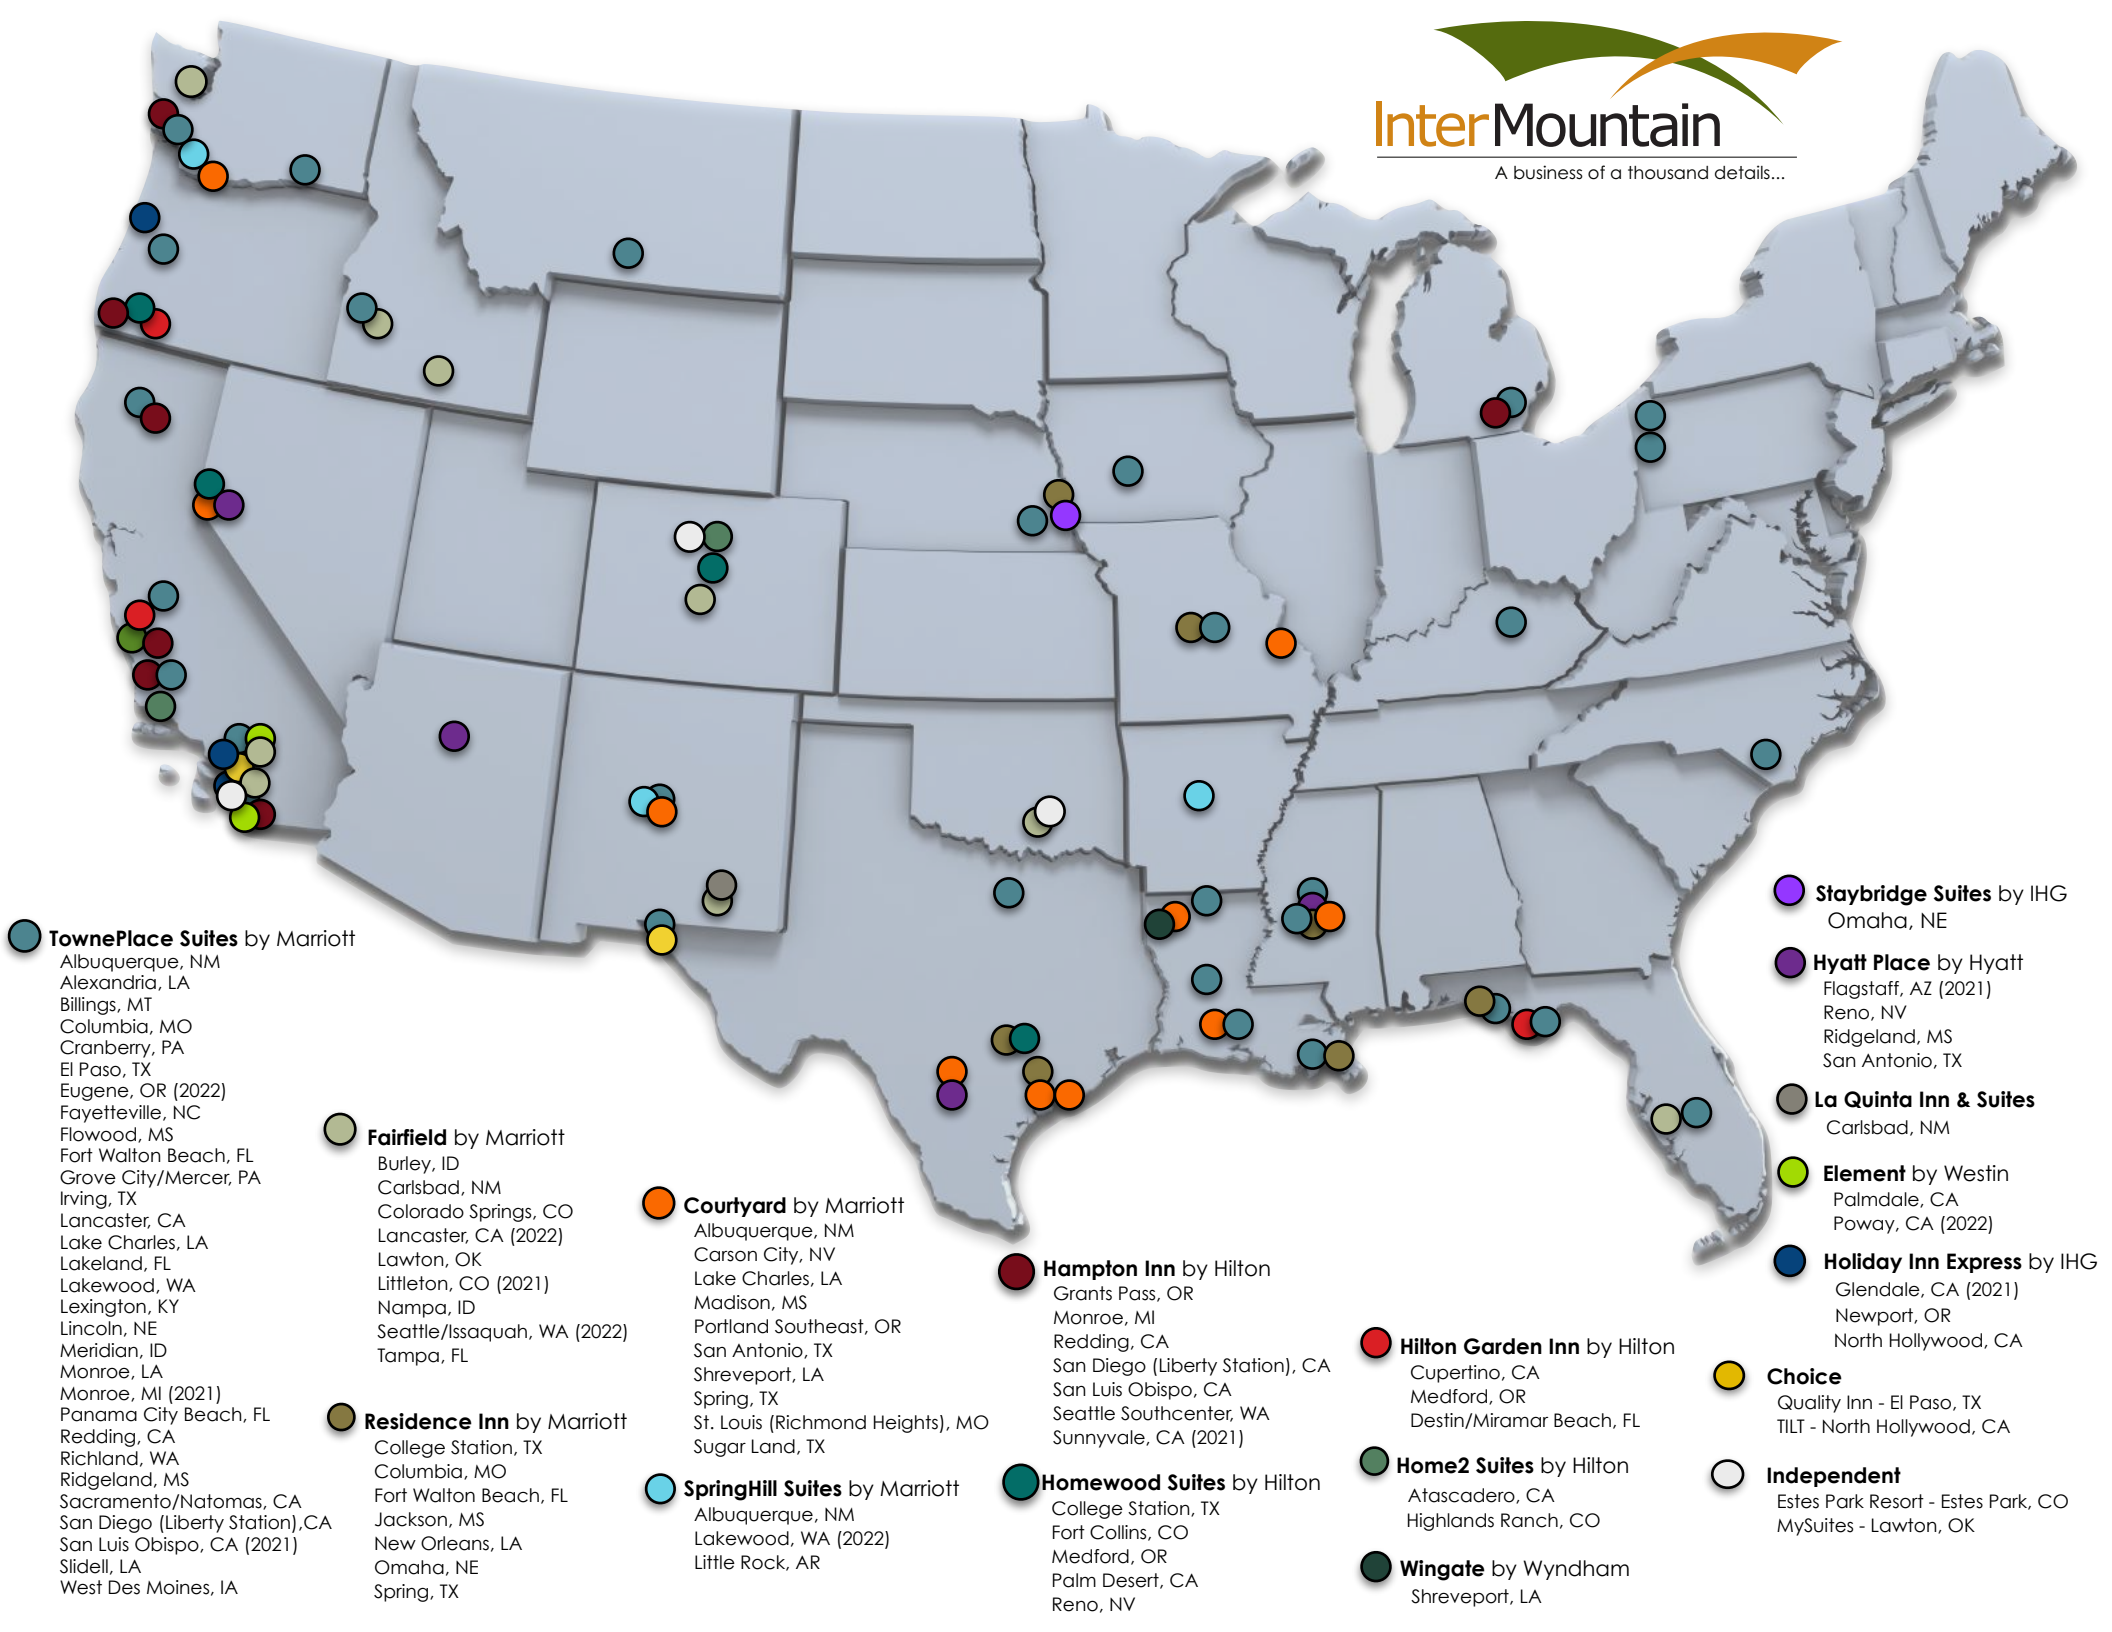 InterMountain
A business of a thousand details...
TownePlace Suites by Marriott
Albuquerque, NM
Alexandria, LA
Billings, MT
Columbia, MO
Cranberry, PA
El Paso, TX
Eugene, OR (2022)
Fayetteville, NC
Flowood, MS
Fort Walton Beach, FL
Grove City/Mercer, PA
Irving, TX
Lancaster, CA
Lake Charles, LA
Lakeland, FL
Lakewood, WA
Lexington, KY
Lincoln, NE
Meridian, ID
Monroe, LA
Monroe, MI (2021)
Panama City Beach, FL
Redding, CA
Richland, WA
Ridgeland, MS
Sacramento/Natomas, CA
San Diego (Liberty Station),CA
San Luis Obispo, CA (2021)
Slidell, LA
West Des Moines, IA
Fairfield by Marriott
Burley, ID
Carlsbad, NM
Colorado Springs, CO
Lancaster, CA (2022)
Lawton, OK
Littleton, CO (2021)
Nampa, ID
Seattle/Issaquah, WA (2022)
Tampa, FL
Residence Inn by Marriott
College Station, TX
Columbia, MO
Fort Walton Beach, FL
Jackson, MS
New Orleans, LA
Omaha, NE
Spring, TX
Courtyard by Marriott
Albuquerque, NM
Carson City, NV
Lake Charles, LA
Madison, MS
Portland Southeast, OR
San Antonio, TX
Shreveport, LA
Spring, TX
St. Louis (Richmond Heights), MO
Sugar Land, TX
SpringHill Suites by Marriott
Albuquerque, NM
Lakewood, WA (2022)
Little Rock, AR
Hampton Inn by Hilton
Grants Pass, OR
Monroe, MI
Redding, CA
San Diego (Liberty Station), CA
San Luis Obispo, CA
Seattle Southcenter, WA
Sunnyvale, CA (2021)
Homewood Suites by Hilton
College Station, TX
Fort Collins, CO
Medford, OR
Palm Desert, CA
Reno, NV
Hilton Garden Inn by Hilton
Cupertino, CA
Medford, OR
Destin/Miramar Beach, FL
Home2 Suites by Hilton
Atascadero, CA
Highlands Ranch, CO
Wingate by Wyndham
Shreveport, LA
Staybridge Suites by IHG
Omaha, NE
Hyatt Place by Hyatt
Flagstaff, AZ (2021)
Reno, NV
Ridgeland, MS
San Antonio, TX
La Quinta Inn & Suites
Carlsbad, NM
Element by Westin
Palmdale, CA
Poway, CA (2022)
Holiday Inn Express by IHG
Glendale, CA (2021)
Newport, OR
North Hollywood, CA
Choice
Quality Inn - El Paso, TX
TILT - North Hollywood, CA
Independent
Estes Park Resort - Estes Park, CO
MySuites - Lawton, OK